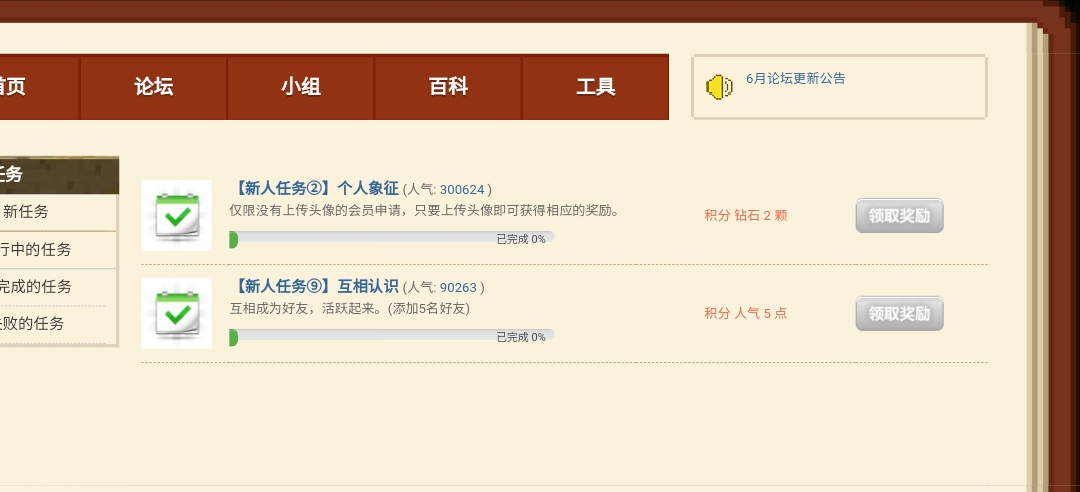 首页
论坛
小组
百科
工具
6月论坛更新公告
任务
新任务
行中的任务
完成的任务
失败的任务
【新人任务②】个人象征 (人气: 300624 )
仅限没有上传头像的会员申请，只要上传头像即可获得相应的奖励。
已完成 0%
积分 钻石 2 颗
领取奖励
【新人任务⑨】互相认识 (人气: 90263 )
互相成为好友，活跃起来。(添加5名好友)
已完成 0%
积分 人气 5 点
领取奖励